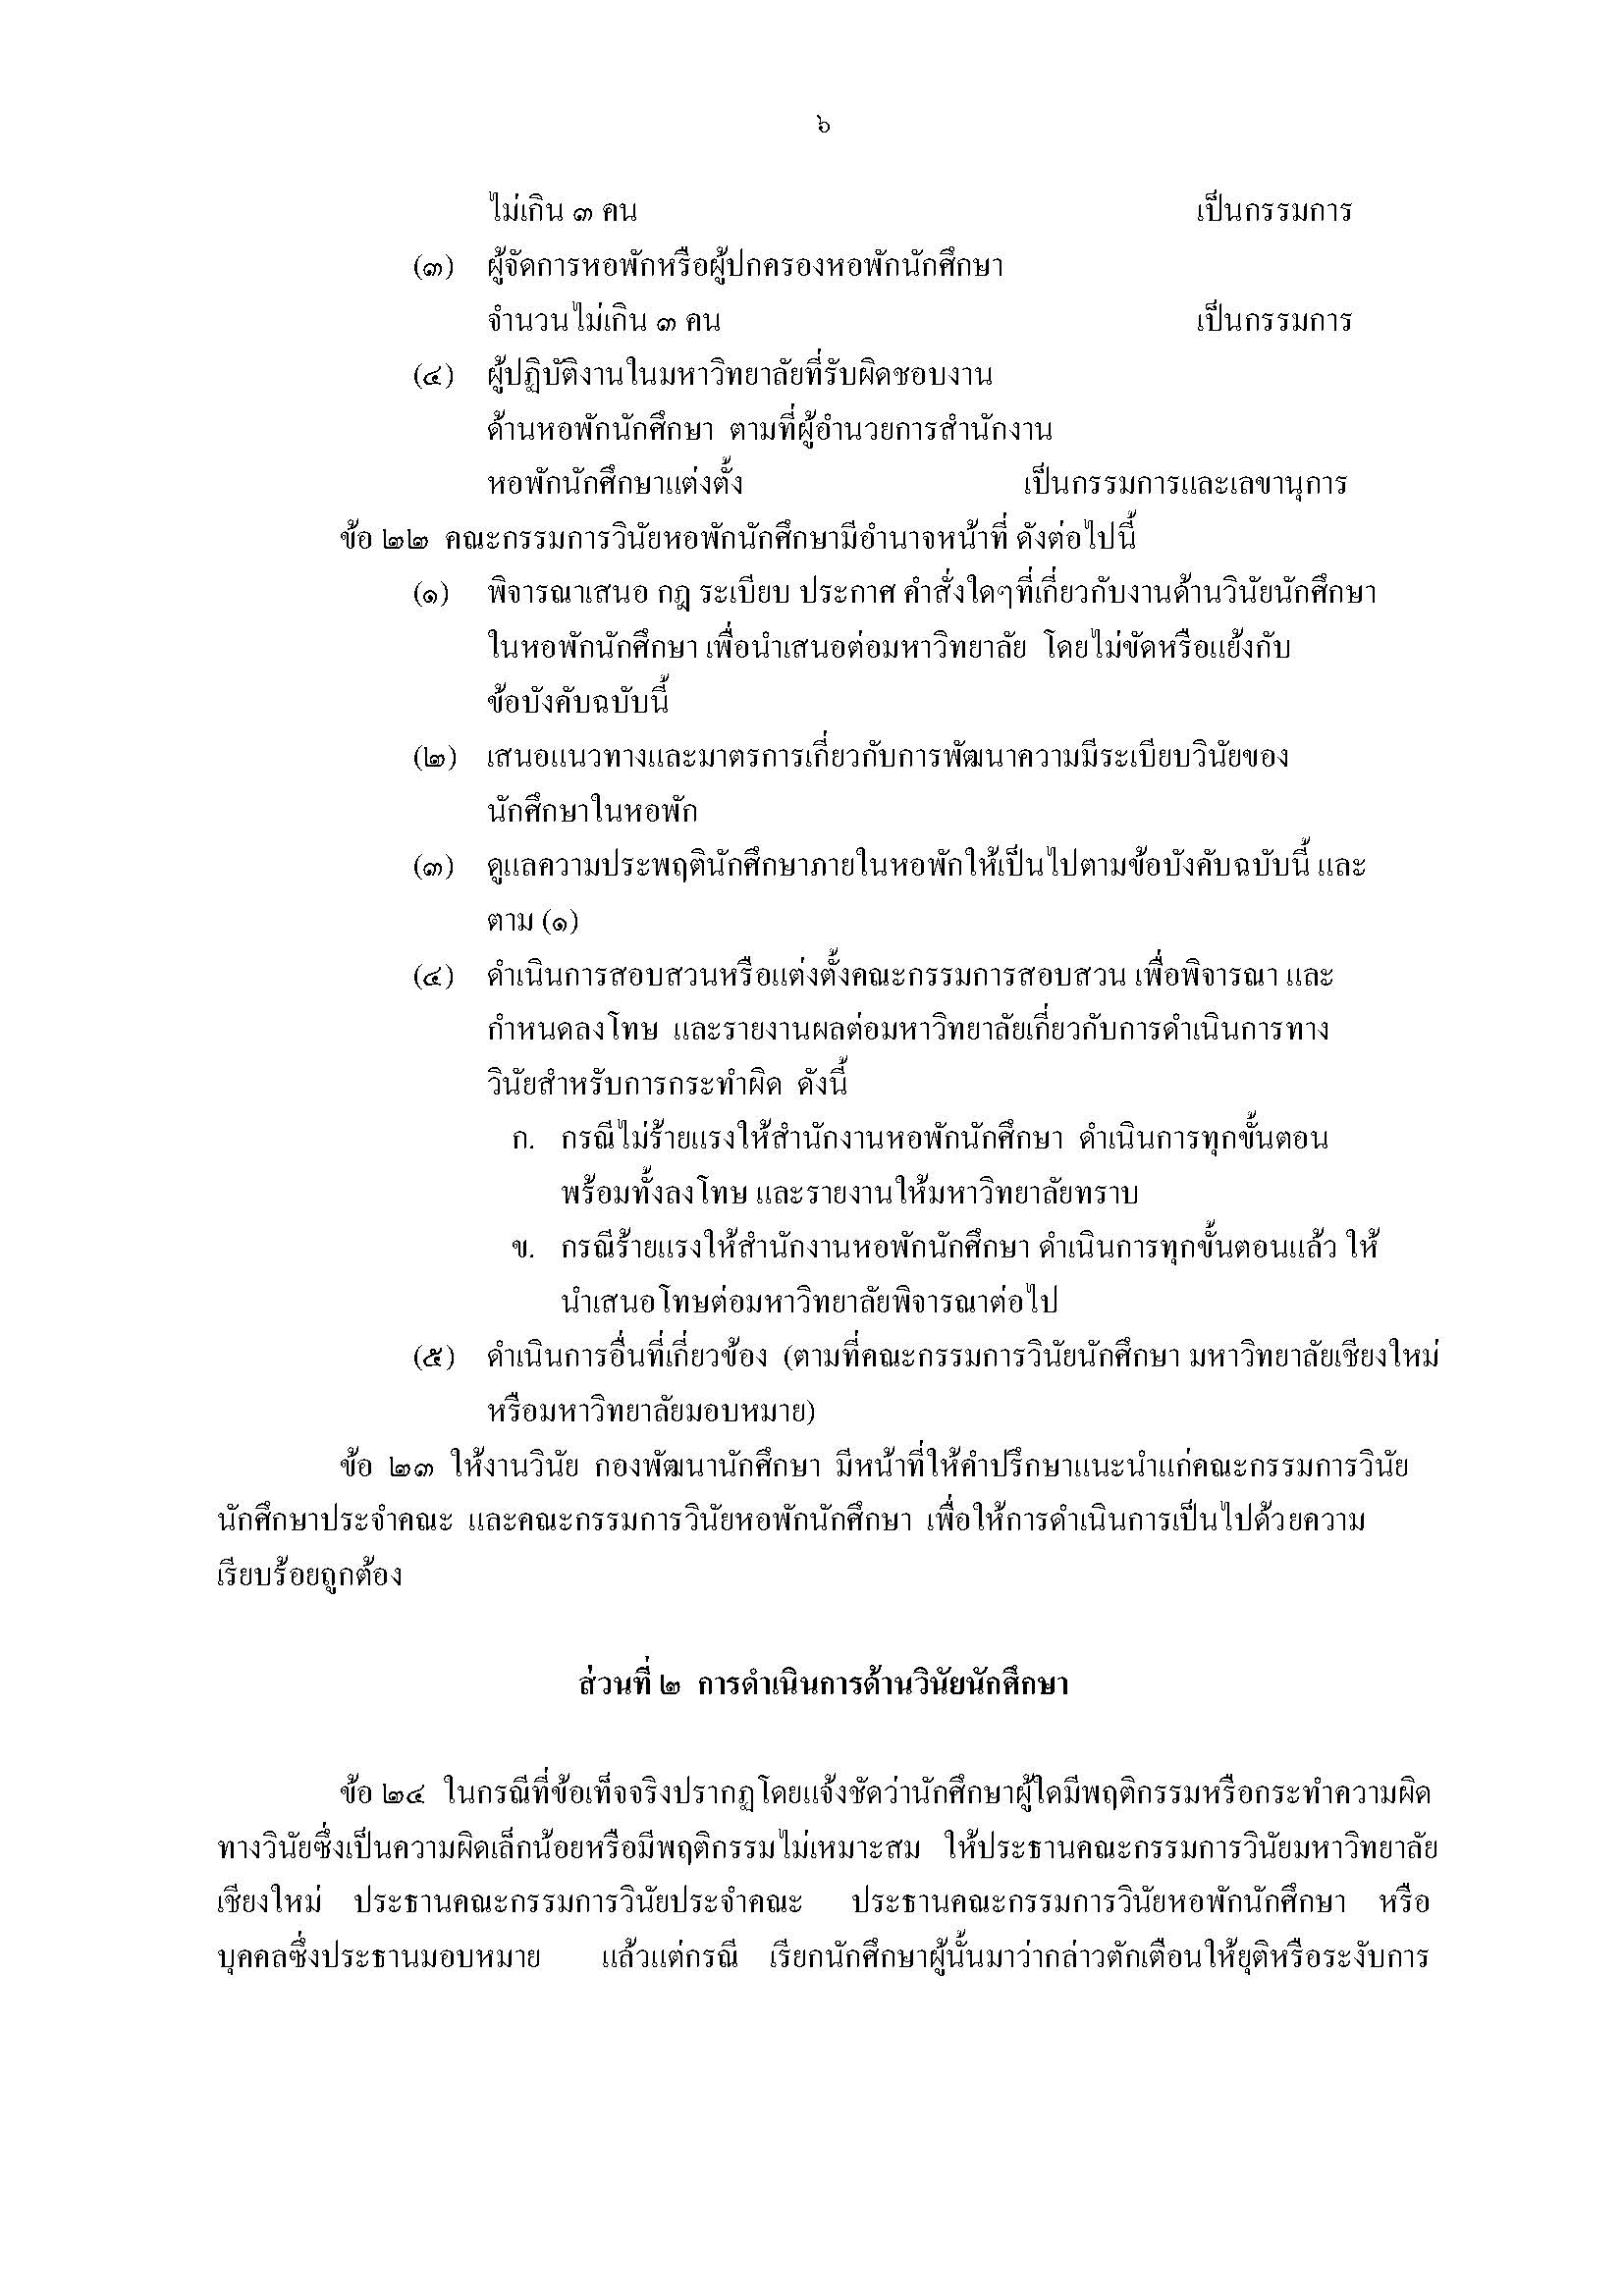 ๖
ไม่เกิน ๓ คน เป็นกรรมการ
(๓) ผู้จัดการหอพักหรือผู้ปกครองหอพักนักศึกษา
จำนวนไม่เกิน ๓ คน เป็นกรรมการ
(๔) ผู้ปฏิบัติงานในมหาวิทยาลัยที่รับผิดชอบงาน
ด้านหอพักนักศึกษา ตามที่ผู้อำนวยการสำนักงาน
หอพักนักศึกษาแต่งตั้ง เป็นกรรมการและเลขานุการ
ข้อ ๒๒ คณะกรรมการวินัยหอพักนักศึกษามีอำนาจหน้าที่ ดังต่อไปนี้
(๑) พิจารณาเสนอ กฎ ระเบียบ ประกาศ คำสั่งใดๆที่เกี่ยวกับงานด้านวินัยนักศึกษา
ในหอพักนักศึกษา เพื่อนำเสนอต่อมหาวิทยาลัย โดยไม่ขัดหรือแย้งกับ
ข้อบังคับฉบับนี้
(๒) เสนอแนวทางและมาตรการเกี่ยวกับการพัฒนาความมีระเบียบวินัยของ
นักศึกษาในหอพัก
(๓) ดูแลความประพฤตินักศึกษาภายในหอพักให้เป็นไปตามข้อบังคับฉบับนี้ และ
ตาม (๑)
(๔) ดำเนินการสอบสวนหรือแต่งตั้งคณะกรรมการสอบสวน เพื่อพิจารณา และ
กำหนดลงโทษ และรายงานผลต่อมหาวิทยาลัยเกี่ยวกับการดำเนินการทาง
วินัยสำหรับการกระทำผิด ดังนี้
ก. กรณีไม่ร้ายแรงให้สำนักงานหอพักนักศึกษา ดำเนินการทุกขั้นตอน
พร้อมทั้งลงโทษ และรายงานให้มหาวิทยาลัยทราบ
ข. กรณีร้ายแรงให้สำนักงานหอพักนักศึกษา ดำเนินการทุกขั้นตอนแล้ว ให้
นำเสนอโทษต่อมหาวิทยาลัยพิจารณาต่อไป
(๕) ดำเนินการอื่นที่เกี่ยวข้อง (ตามที่คณะกรรมการวินัยนักศึกษา มหาวิทยาลัยเชียงใหม่
หรือมหาวิทยาลัยมอบหมาย)
ข้อ ๒๓ ให้งานวินัย กองพัฒนานักศึกษา มีหน้าที่ให้คำปรึกษาแนะนำแก่คณะกรรมการวินัย
นักศึกษาประจำคณะ และคณะกรรมการวินัยหอพักนักศึกษา เพื่อให้การดำเนินการเป็นไปด้วยความ
เรียบร้อยถูกต้อง
ส่วนที่ ๒ การดำเนินการด้านวินัยนักศึกษา
ข้อ ๒๔ ในกรณีที่ข้อเท็จจริงปรากฏโดยแจ้งชัดว่านักศึกษาผู้ใดมีพฤติกรรมหรือกระทำความผิด
ทางวินัยซึ่งเป็นความผิดเล็กน้อยหรือมีพฤติกรรมไม่เหมาะสม ให้ประธานคณะกรรมการวินัยมหาวิทยาลัย
เชียงใหม่ ประธานคณะกรรมการวินัยประจำคณะ ประธานคณะกรรมการวินัยหอพักนักศึกษา หรือ
บุคคลซึ่งประธานมอบหมาย แล้วแต่กรณี เรียกนักศึกษาผู้นั้นมาว่ากล่าวตักเตือนให้ยุติหรือระงับการ